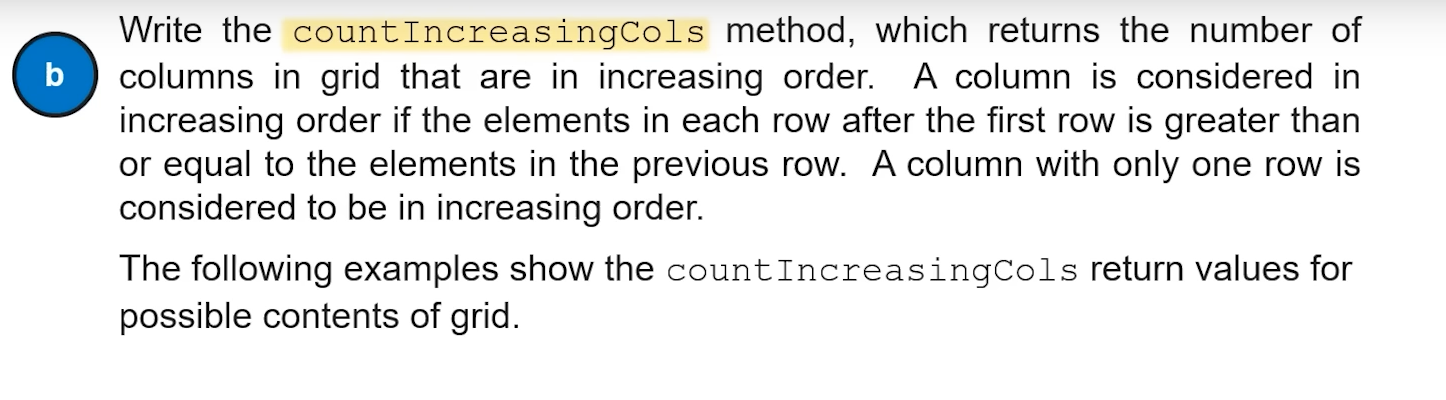 Write the countIncreasingCols method, which returns the number of
b
columns in grid that are in increasing order. A column is considered in
increasing order if the elements in each row after the first row is greater than
or equal to the elements in the previous row. A column with only one row is
considered to be in increasing order.
The following examples show the countIncreasingCols return values for
possible contents of grid.